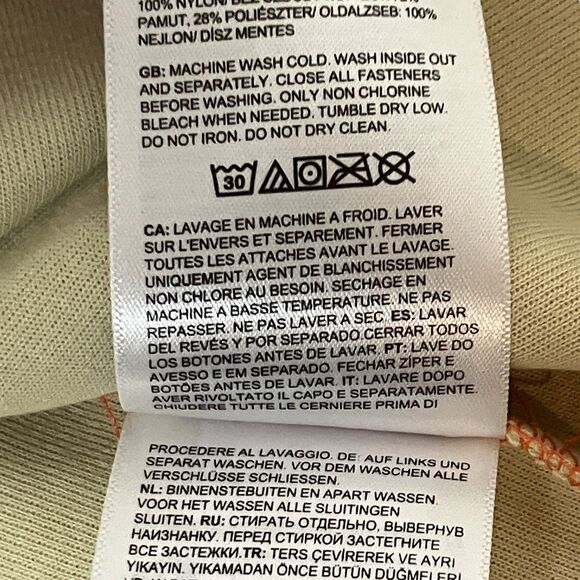 PAMUT, 28% POLIÉSZTER/ OLDALZSEB: 100%
NEJLON/ DÍSZ MENTES
GB: MACHINE WASH COLD. WASH INSIDE OUT
AND SEPARATELY. CLOSE ALL FASTENERS
BEFORE WASHING. ONLY NON CHLORINE
BLEACH WHEN NEEDED. TUMBLE DRY LOW.
DO NOT IRON. DO NOT DRY CLEAN.
30
CA: LAVAGE EN MACHINE A FROID. LAVER
SUR L'ENVERS ET SEPAREMENT. FERMER
TOUTES LES ATTACHES AVANT LE LAVAGE.
UNIQUEMENT AGENT DE BLANCHISSEMENT
NON CHLORE AU BESOIN. SECHAGE EN
MACHINE A BASSE TEMPERATURE. NE PAS
REPASSER. NE PAS LAVER A SEC. ES: LAVAR
DEL REVÉS Y POR SEPARADO.CERRAR TODOS
LOS BOTONES ANTES DE LAVAR. PT: LAVE DO
AVESSO E EM SEPARADO. FECHAR ZÍPER E
BOTÕES ANTES DE LAVAR. IT: LAVARE DOPO
AVER RIVOLTATO IL CAPO E SEPARATAMENTE.
CHIUDERE TUTTE LE CERNIERE PRIMA DI
PROCEDERE AL LAVAGGIO. DE: AUF LINKS UND
SEPARAT WASCHEN. VOR DEM WASCHEN ALLE
VERSCHLÜSSE SCHLIESSEN.
NL: BINNENSTEBUITEN EN APART WASSEN.
VOOR HET WASSEN ALLE SLUITINGEN
SLUITEN. RU: СТИРАТЬ ОТДЕЛЬНО, ВЫВЕРНУВ
НАИЗНАНКУ. ПЕРЕД СТИРКОЙ ЗАСТЕГНИТЕ
ВСЕ ЗАСТЕЖКИ.TR: TERS ÇEVİREREK VE AYRI
YIKAYIN. YIKAMADAN ÖNCE BÜTÜN DÜĞMELERİ